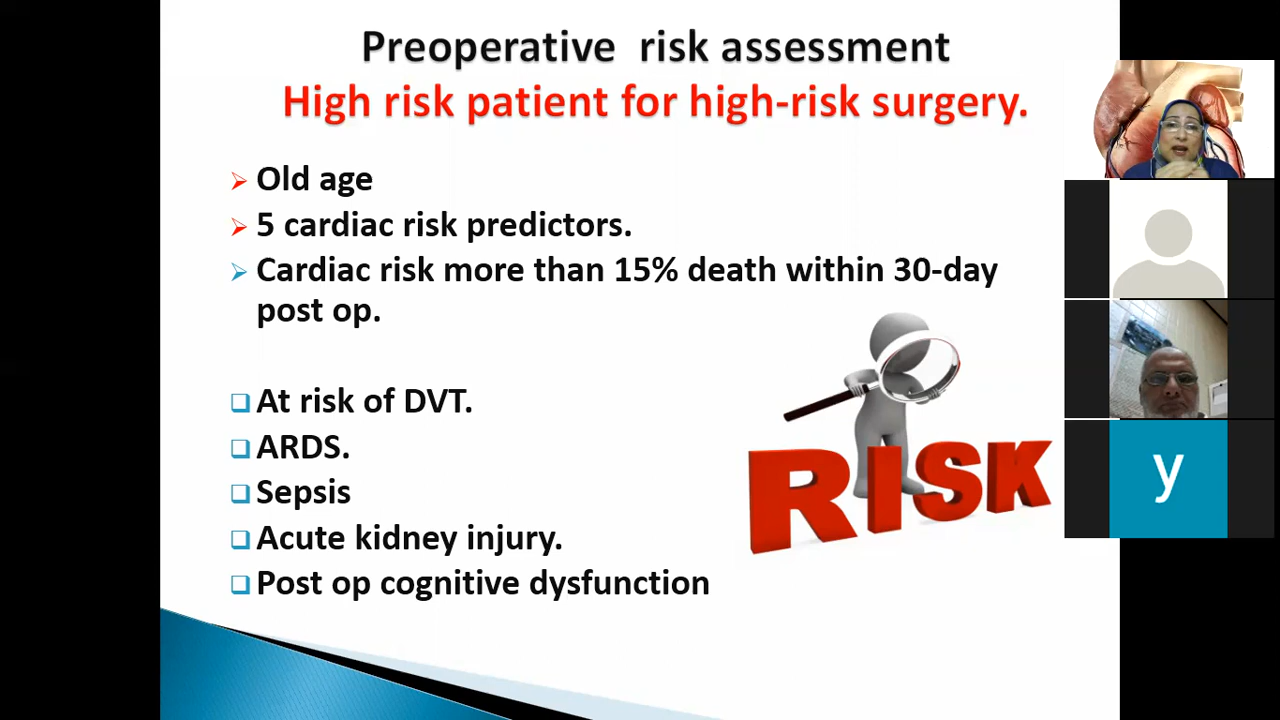 Preoperative risk assessment
High risk patient for high-risk surgery.
Old age
5 cardiac risk predictors.
Cardiac risk more than 15% death within 30-day
post op.
At risk of DVT.
ARDS.
Sepsis
Acute kidney injury.
Post op cognitive dysfunction
RISK
y